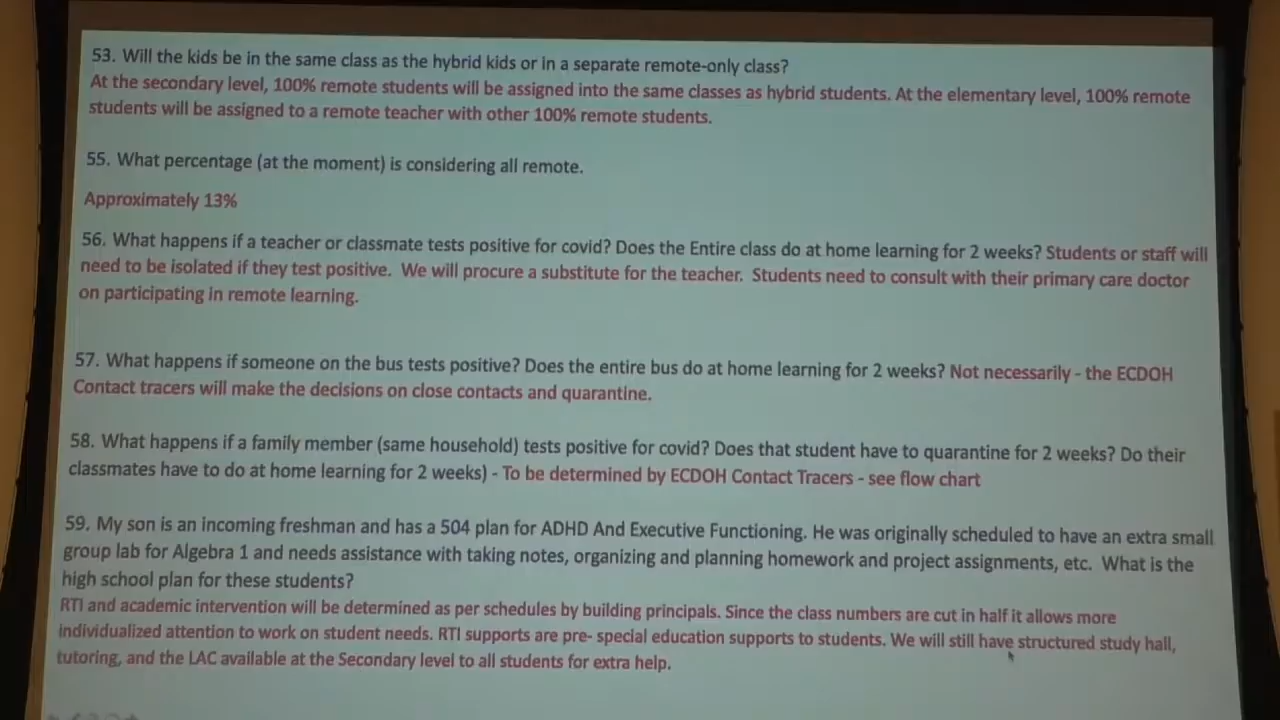 53. Will the kids be in the same class as the hybrid kids or in a separate remote-only class?
At the secondary level, 100% remote students will be assigned into the same classes as hybrid students. At the elementary level, 100% remote
students will be assigned to a remote teacher with other 100% remote students.
55. What percentage (at the moment) is considering all remote.
Approximately 13%
56. What happens if a teacher or classmate tests positive for covid? Does the Entire class do at home learning for 2 weeks? Students or staff will
need to be isolated if they test positive. We will procure a substitute for the teacher. Students need to consult with their primary care doctor
on participating in remote learning.
57. What happens if someone on the bus tests positive? Does the entire bus do at home learning for 2 weeks? Not necessarily - the ECDOH
Contact tracers will make the decisions on close contacts and quarantine.
58. What happens if a family member (same household) tests positive for covid? Does that student have to quarantine for 2 weeks? Do their
classmates have to do at home learning for 2 weeks) - To be determined by ECDOH Contact Tracers - see flow chart
59. My son is an incoming freshman and has a 504 plan for ADHD And Executive Functioning. He was originally scheduled to have an extra small
group lab for Algebra 1 and needs assistance with taking notes, organizing and planning homework and project assignments, etc. What is the
high school plan for these students?
RTI and academic intervention will be determined as per schedules by building principals. Since the class numbers are cut in half it allows more
individualized attention to work on student needs. RTI supports are pre- special education supports to students. We will still have structured study hall,
tutoring, and the LAC available at the Secondary level to all students for extra help.